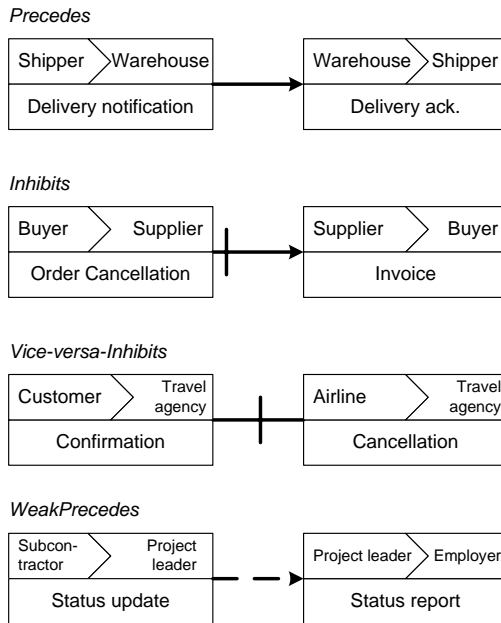 Precedes
Shipper Warehouse Warehouse Shipper
Delivery notification Delivery ack.
Inhibits
Buyer Supplier Supplier Buyer
Order Cancellation Invoice
Vice-versa-Inhibits
Customer Travel agency Airline Travel agency
Confirmation Cancellation
WeakPrecedes
Subcon-
tractor Project
leader Project leader Employer
Status update Status report